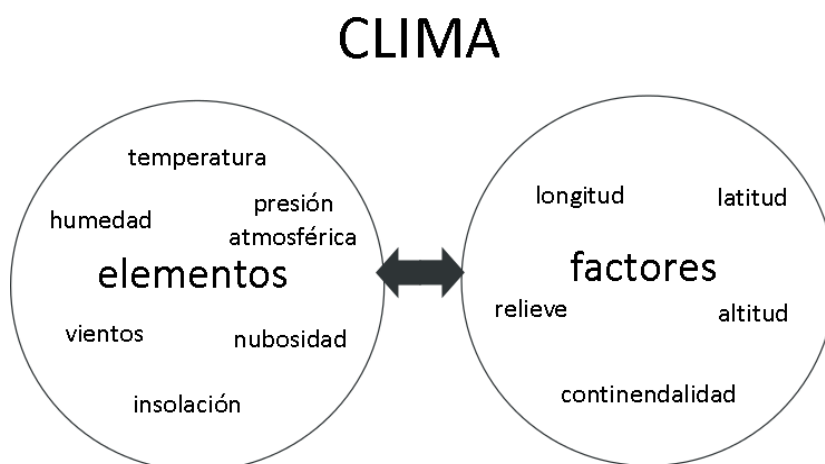 CLIMA
temperatura
humedad
presión
atmosférica
elementos
vientos
nubosidad
insolación
longitud
latitud
factores
relieve
altitud
continendalidad